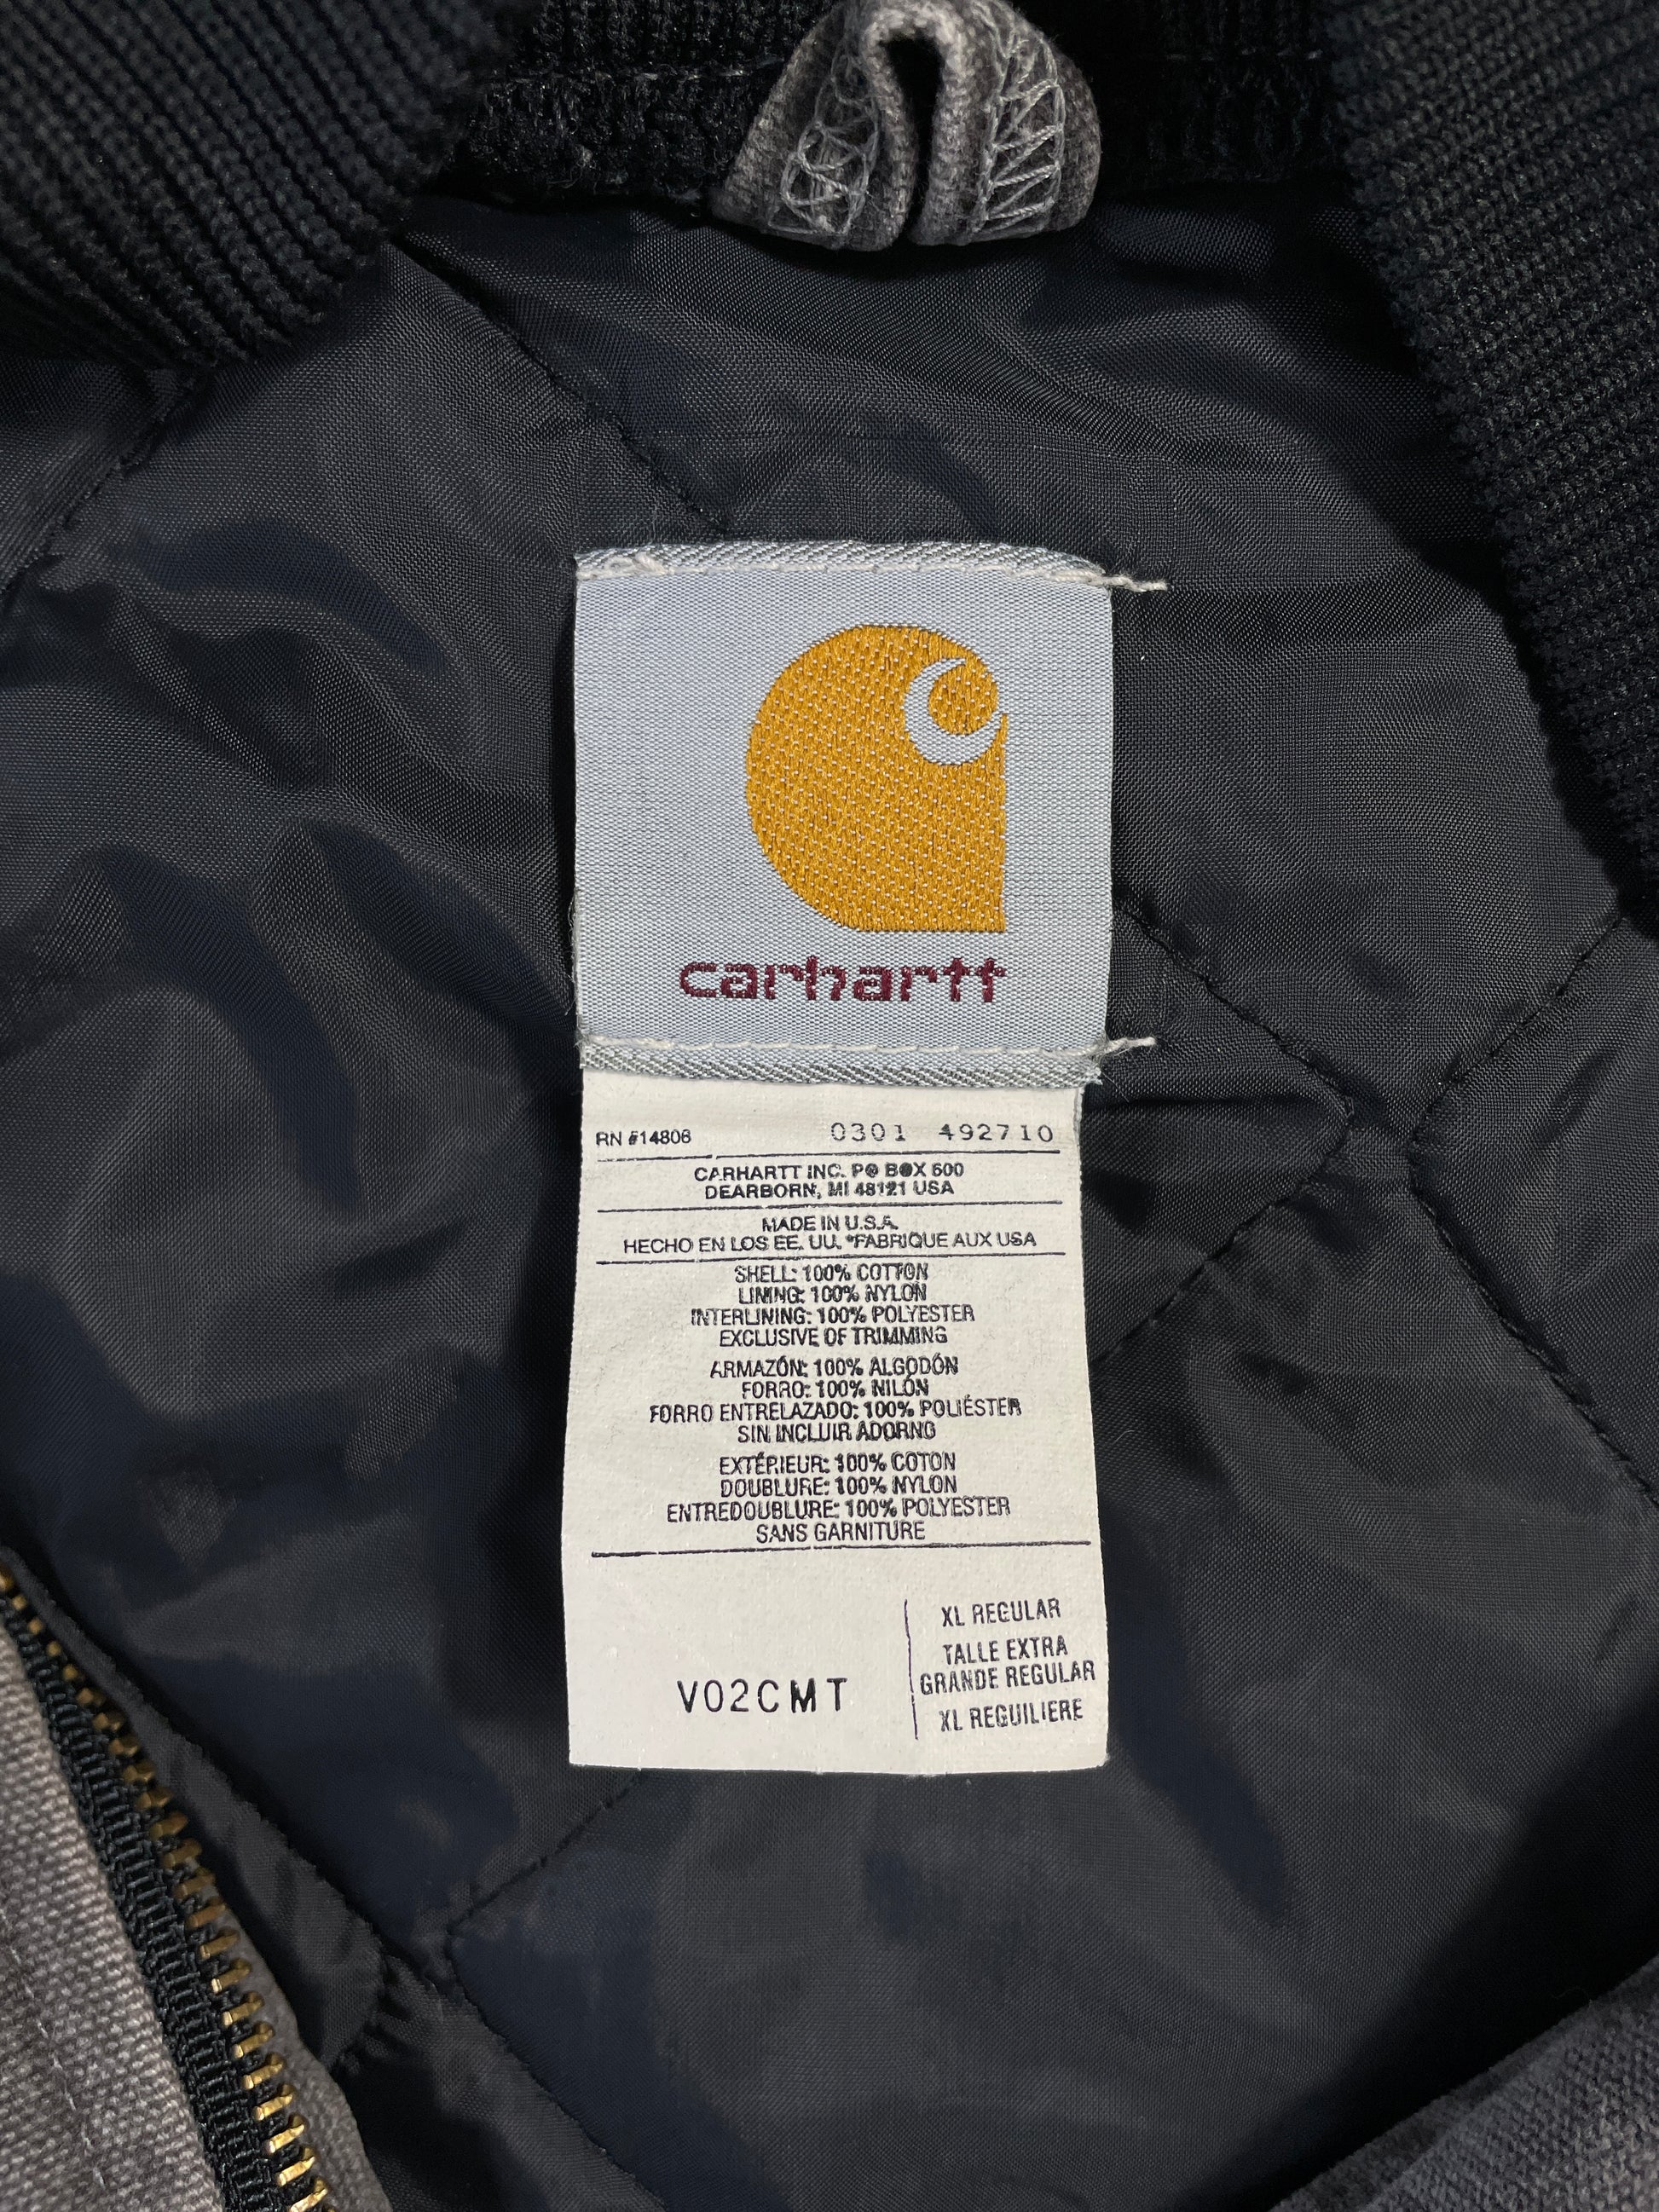 carhartt
RN #14806 0301 492710
CARHARTT INC. PO BOX 600
DEARBORN, MI 48121 USA
MADE IN U.S.A.
HECHO EN LOS EE. UU. *FABRIQUE AUX USA
SHELL: 100% COTTON
LINING: 100% NYLON
INTERLINING: 100% POLYESTER
EXCLUSIVE OF TRIMMING
ARMAZÓN: 100% ALGODÓN
FORRO: 100% NILÓN
FORRO ENTRELAZADO: 100% POLIÉSTER
SIN INCLUIR ADORNO
EXTÉRIEUR: 100% COTON
DOUBLURE: 100% NYLON
ENTREDOUBLURE: 100% POLYESTER
SANS GARNITURE
XL REGULAR
TALLE EXTRA
GRANDE REGULAR
V02CMT
XL REGUILIERE